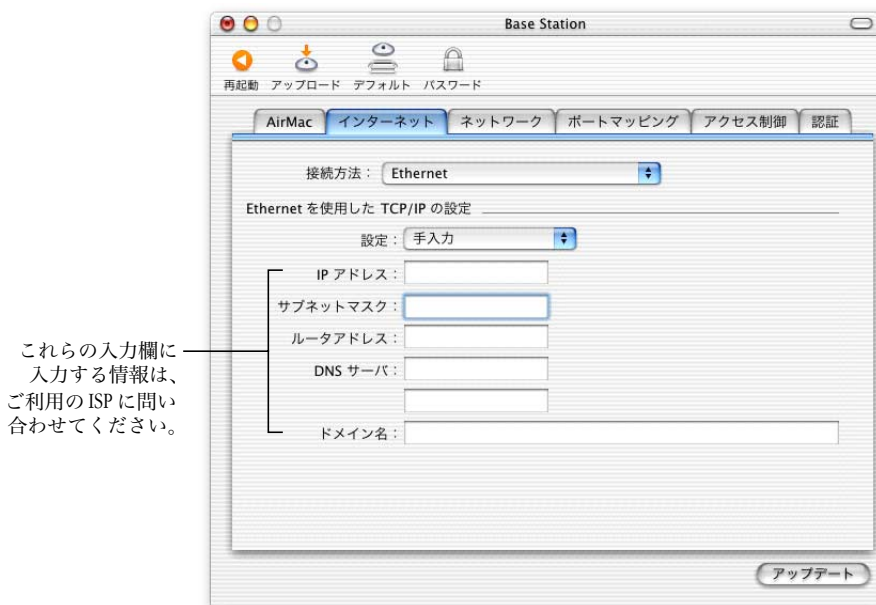 Base Station
再起動 アップロード デフォルト パスワード
AirMac インターネット ネットワーク ポートマッピング アクセス制御 認証
接続方法： Ethernet
Ethernet を使用した TCP/IP の設定
設定： 手入力
IP アドレス：
サブネットマスク：
ルータアドレス：
DNS サーバ：
ドメイン名：
これらの入力欄に
入力する情報は、
ご利用の ISP に問い
合わせてください。
アップデート